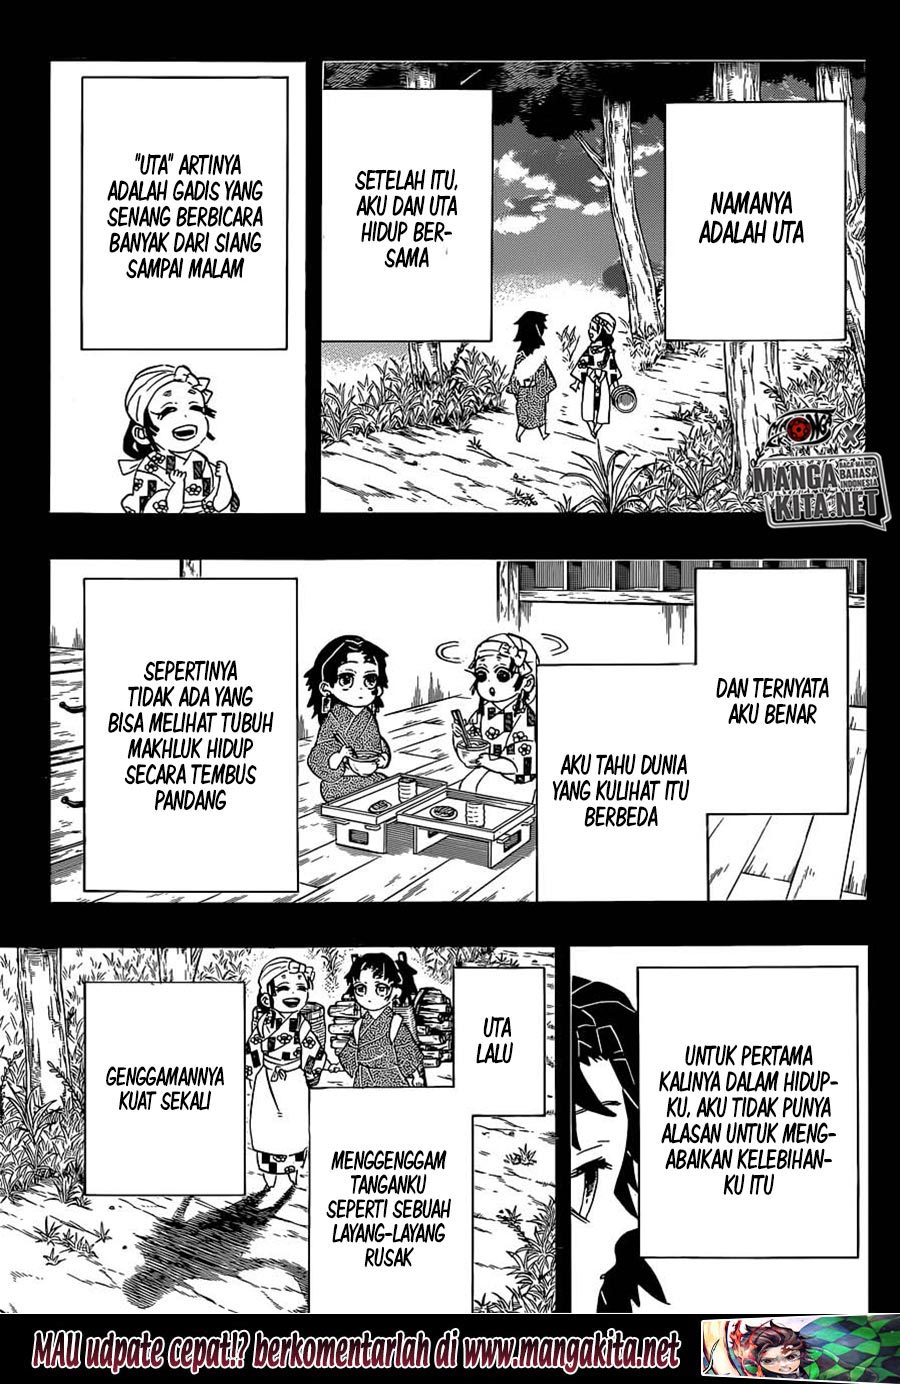 NAMANYA
ADALAH UTA
SETELAH ITU,
AKU DAN UTA
HIDUP BER-
SAMA
"UTA" ARTINYA
ADALAH GADIS YANG
SENANG BERBICARA
BANYAK DARI SIANG
SAMPAI MALAM
MANGA
BACA MANGA
BAHASA
INDONESIA
KITA.NET
DAN TERNYATA
AKU BENAR
AKU TAHU DUNIA
YANG KULIHAT ITU
BERBEDA
SEPERTINYA
TIDAK ADA YANG
BISA MELIHAT TUBUH
MAKHLUK HIDUP
SECARA TEMBUS
PANDANG
UNTUK PERTAMA
KALINYA DALAM HIDUP-
KU, AKU TIDAK PUNYA
ALASAN UNTUK MENG-
ABAIKAN KELEBIHAN-
KU ITU
UTA
LALU
MENGGENGGAM
TANGANKU
SEPERTI SEBUAH
LAYANG-LAYANG
RUSAK
GENGGAMANNYA
KUAT SEKALI
MAU udpate cepat!? berkomentarlah di www.mangakita.net